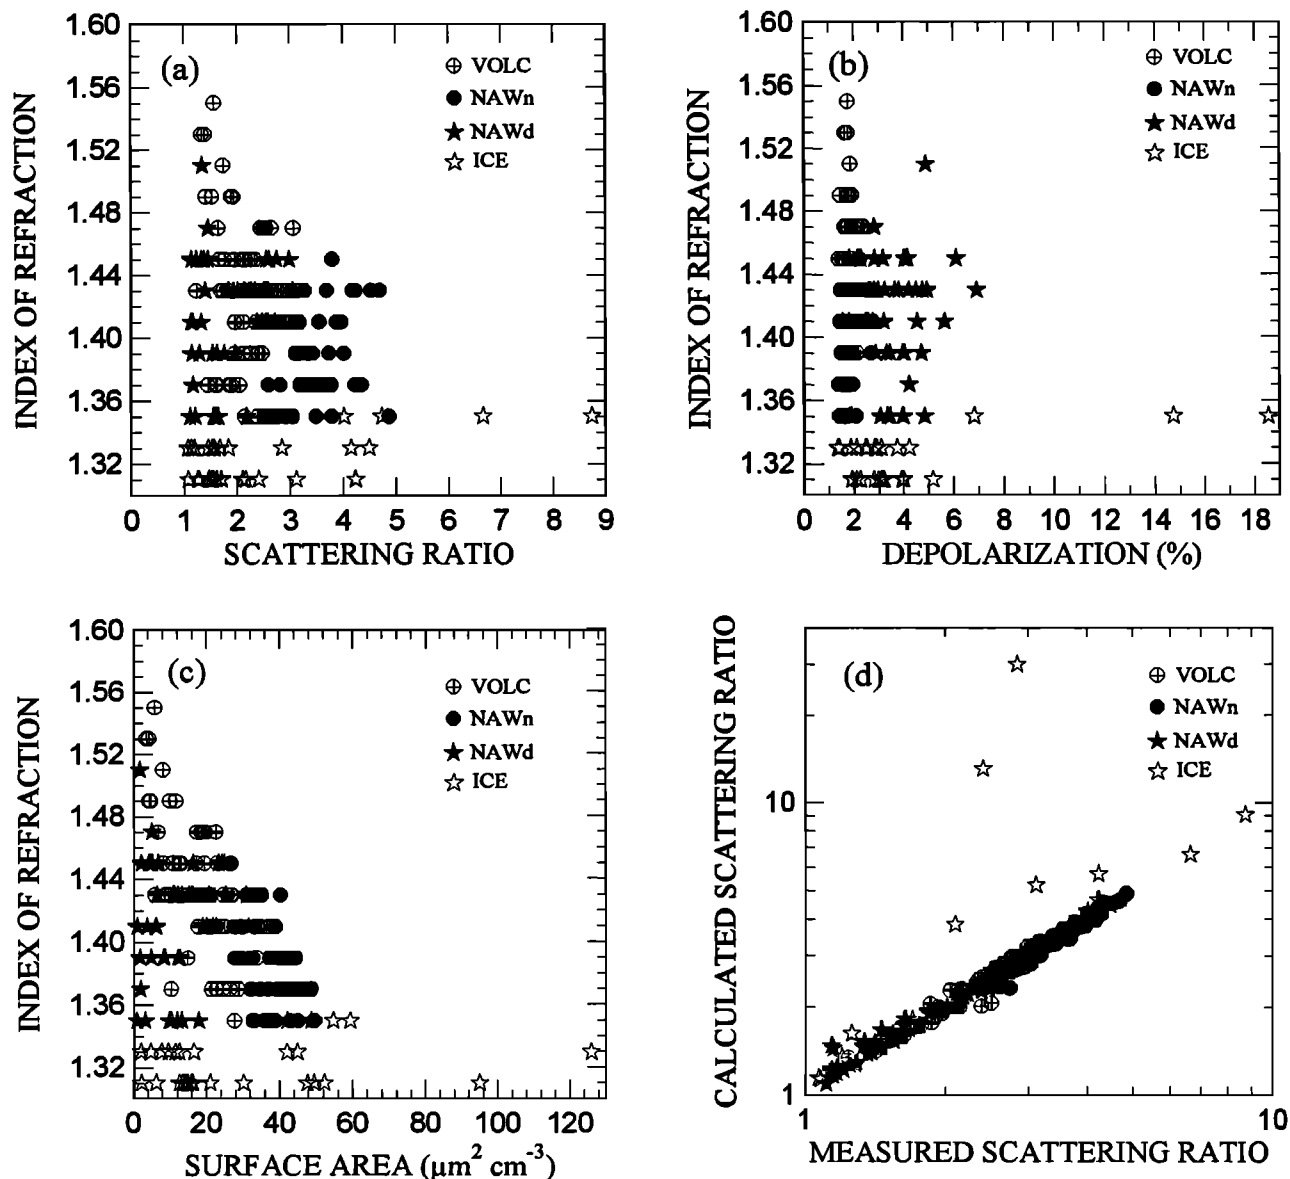 1.60
1.56
1.52
1.48
1.44
1.40
1.36
1.32
INDEX OF REFRACTION
(a)
VOLC
NAWn
NAWd
ICE
0 1 2 3 4 5 6 7 8 9
SCATTERING RATIO
1.60
1.56
1.52
1.48
1.44
1.40
1.36
1.32
INDEX OF REFRACTION
(b)
VOLC
NAWn
NAWd
ICE
0 2 4 6 8 10 12 14 16 18
DEPOLARIZATION (%)
1.60
1.56
1.52
1.48
1.44
1.40
1.36
1.32
INDEX OF REFRACTION
(c)
VOLC
NAWn
NAWd
ICE
0 20 40 60 80 100 120
SURFACE AREA (µm² cm⁻³)
CALCULATED SCATTERING RATIO
10
1
(d)
VOLC
NAWn
NAWd
ICE
1 10
MEASURED SCATTERING RATIO